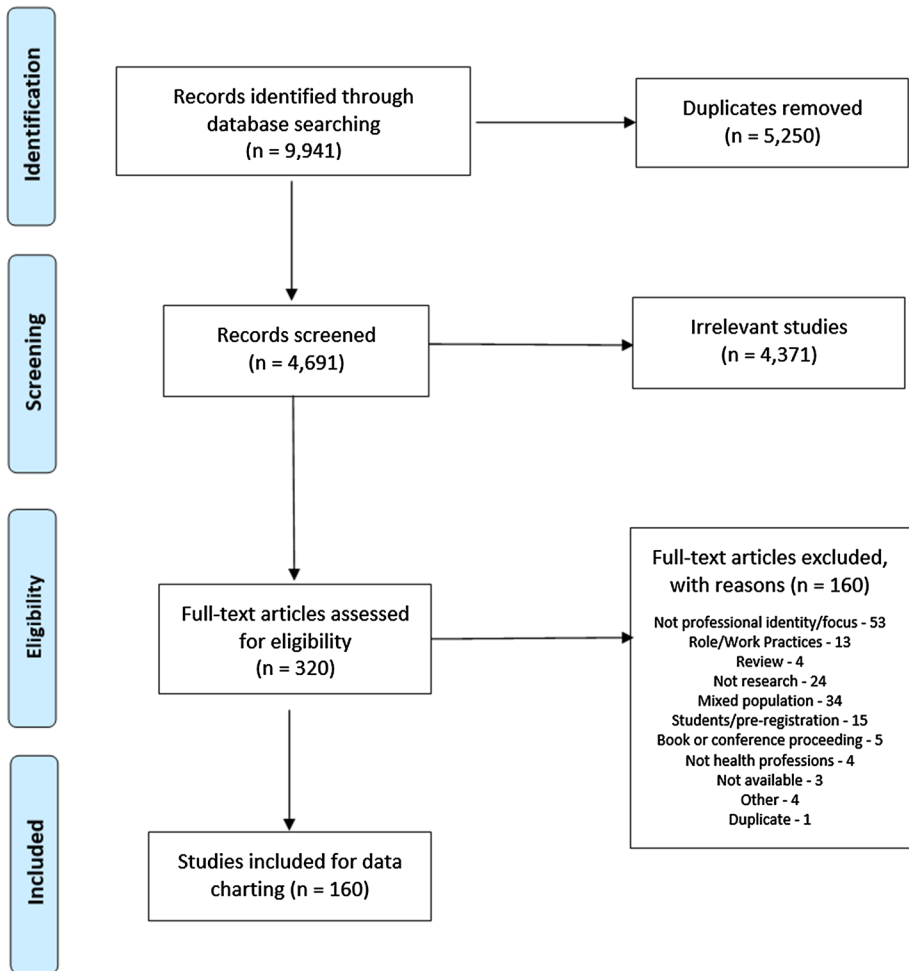 Identification
Records identified through
database searching
(n = 9,941)
Duplicates removed
(n = 5,250)
Screening
Records screened
(n = 4,691)
Irrelevant studies
(n = 4,371)
Eligibility
Full-text articles assessed
for eligibility
(n = 320)
Full-text articles excluded,
with reasons (n = 160)
Not professional identity/focus - 53
Role/Work Practices - 13
Review - 4
Not research - 24
Mixed population - 34
Students/pre-registration - 15
Book or conference proceeding - 5
Not health professions - 4
Not available - 3
Other - 4
Duplicate - 1
Included
Studies included for data
charting (n = 160)